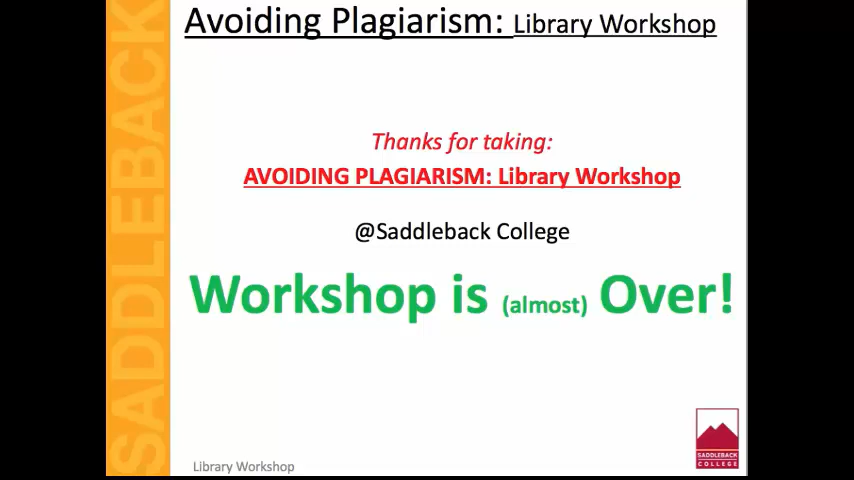 Avoiding Plagiarism: Library Workshop
Thanks for taking:
AVOIDING PLAGIARISM: Library Workshop
@Saddleback College
Workshop is (almost) Over!
SADDLEBACK
SADDLEBACK
COLLEGE
Library Workshop